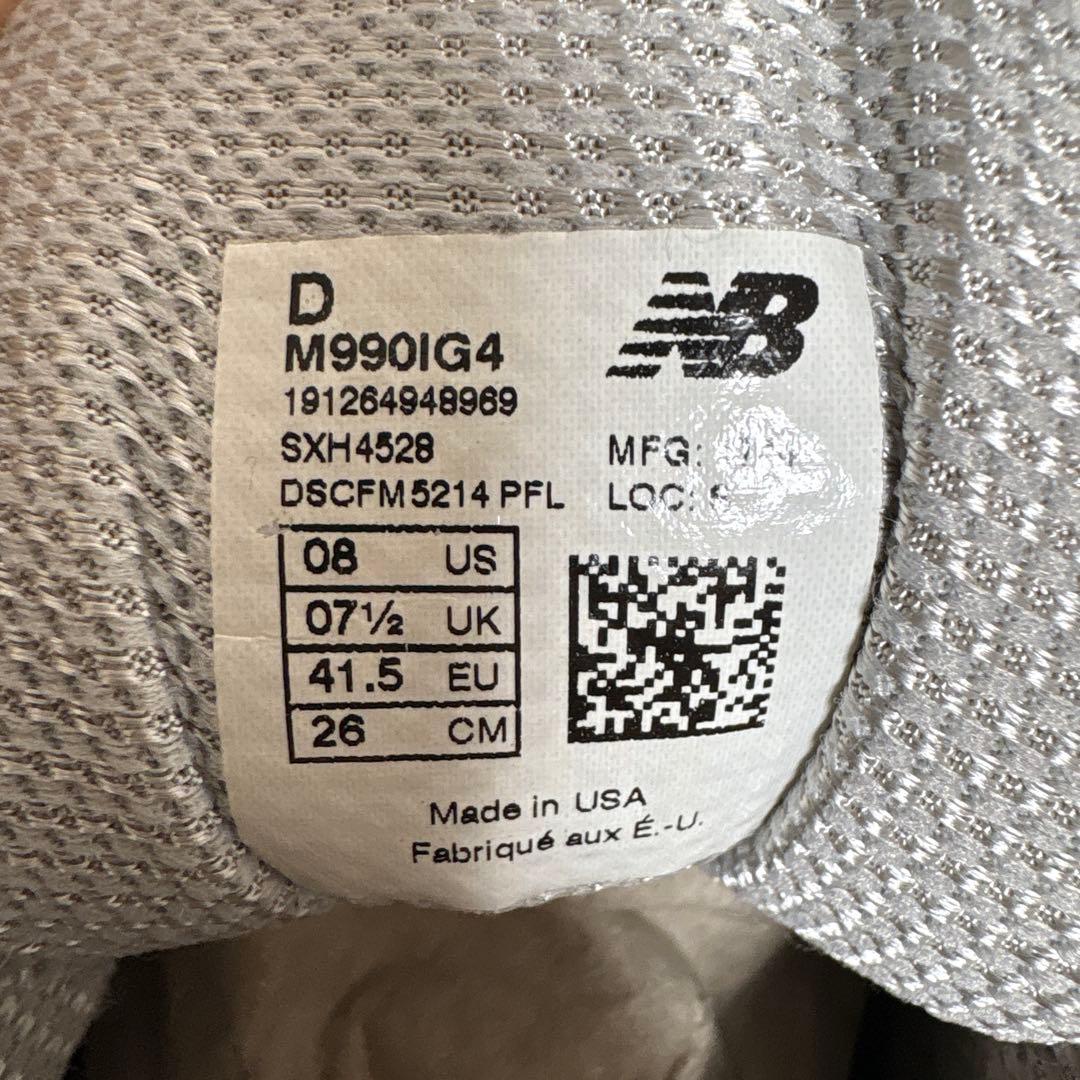 D
NB
M990IG4
191264948969
SXH4528
MFG:
DSCFM5214 PFL
LOC:
08 US
07½ UK
41.5 EU
26 CM
Made in USA
Fabriqué aux É.-U.